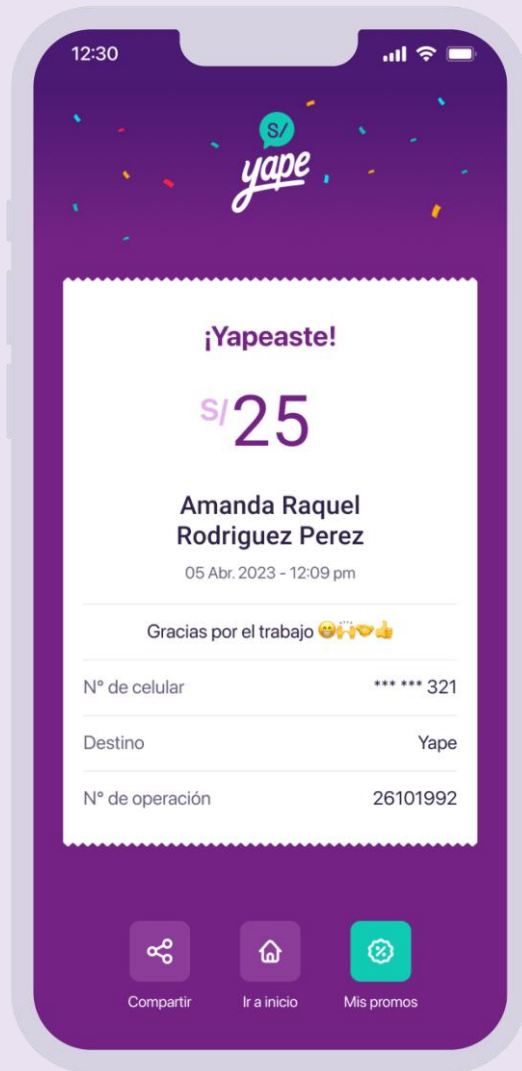 12:30
S/
yape
¡Yapeaste!
S/25
Amanda Raquel
Rodriguez Perez
05 Abr. 2023 - 12:09 pm
Gracias por el trabajo 😁🙌🤝👍
N° de celular *** *** 321
Destino Yape
N° de operación 26101992
Compartir Ir a inicio Mis promos